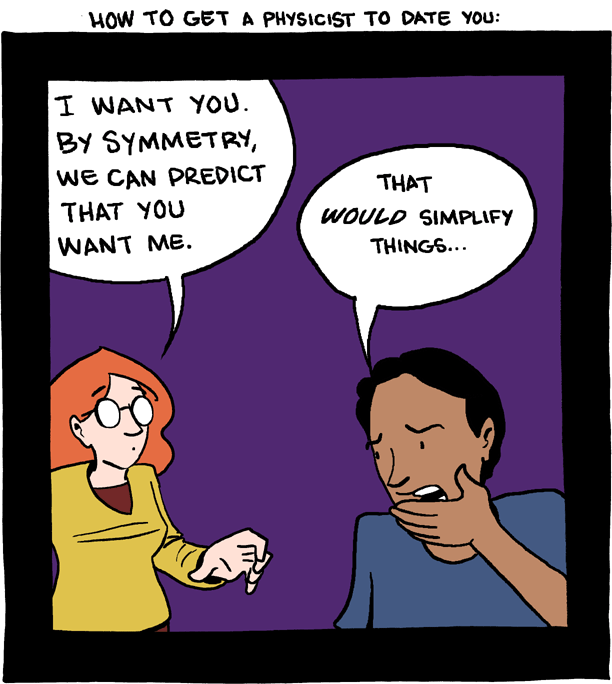 HOW TO GET A PHYSICIST TO DATE YOU:
I WANT YOU.
BY SYMMETRY,
WE CAN PREDICT
THAT YOU
WANT ME.
THAT
WOULD SIMPLIFY
THINGS...